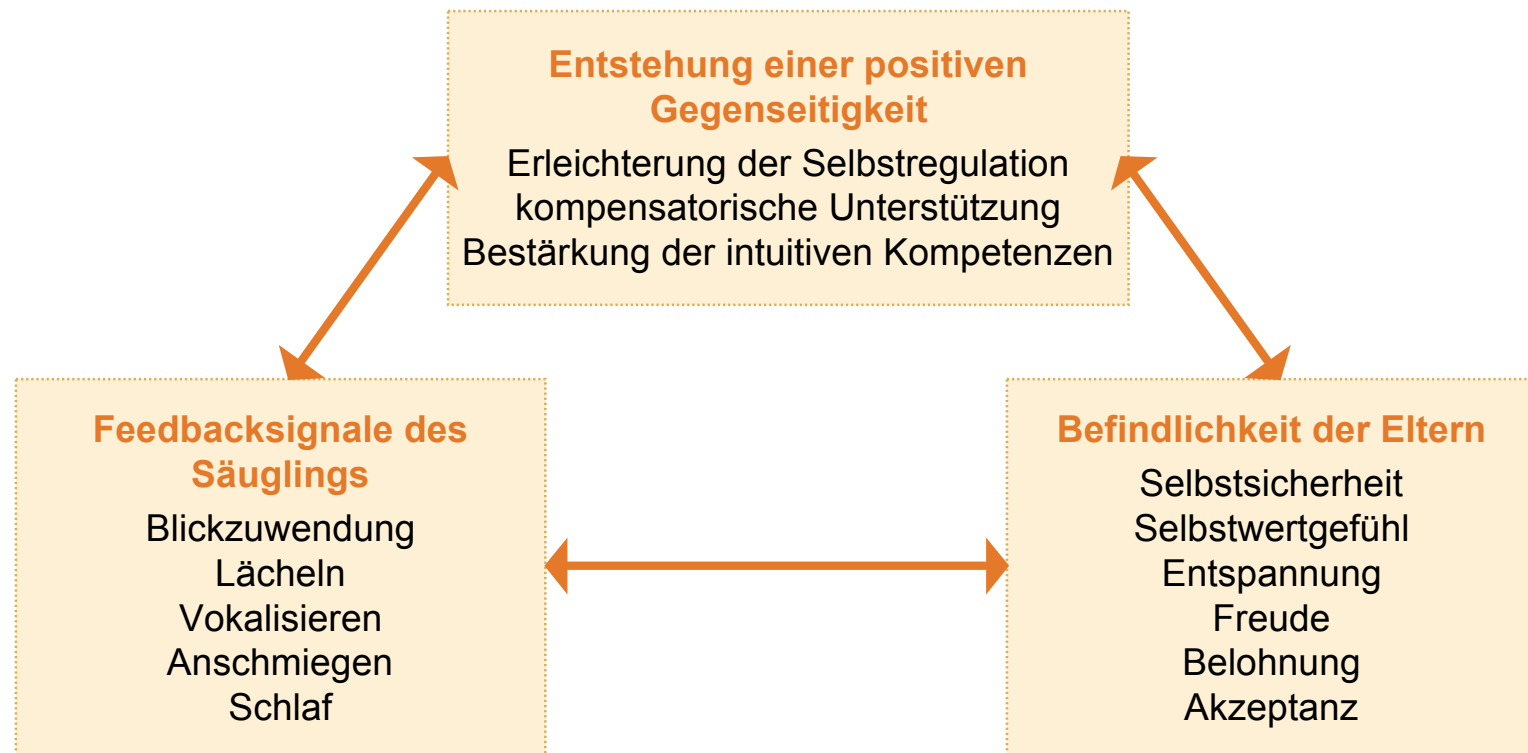 Entstehung einer positiven
Gegenseitigkeit
Erleichterung der Selbstregulation
kompensatorische Unterstützung
Bestärkung der intuitiven Kompetenzen
Feedbacksignale des
Säuglings
Blickzuwendung
Lächeln
Vokalisieren
Anschmiegen
Schlaf
Befindlichkeit der Eltern
Selbstsicherheit
Selbstwertgefühl
Entspannung
Freude
Belohnung
Akzeptanz